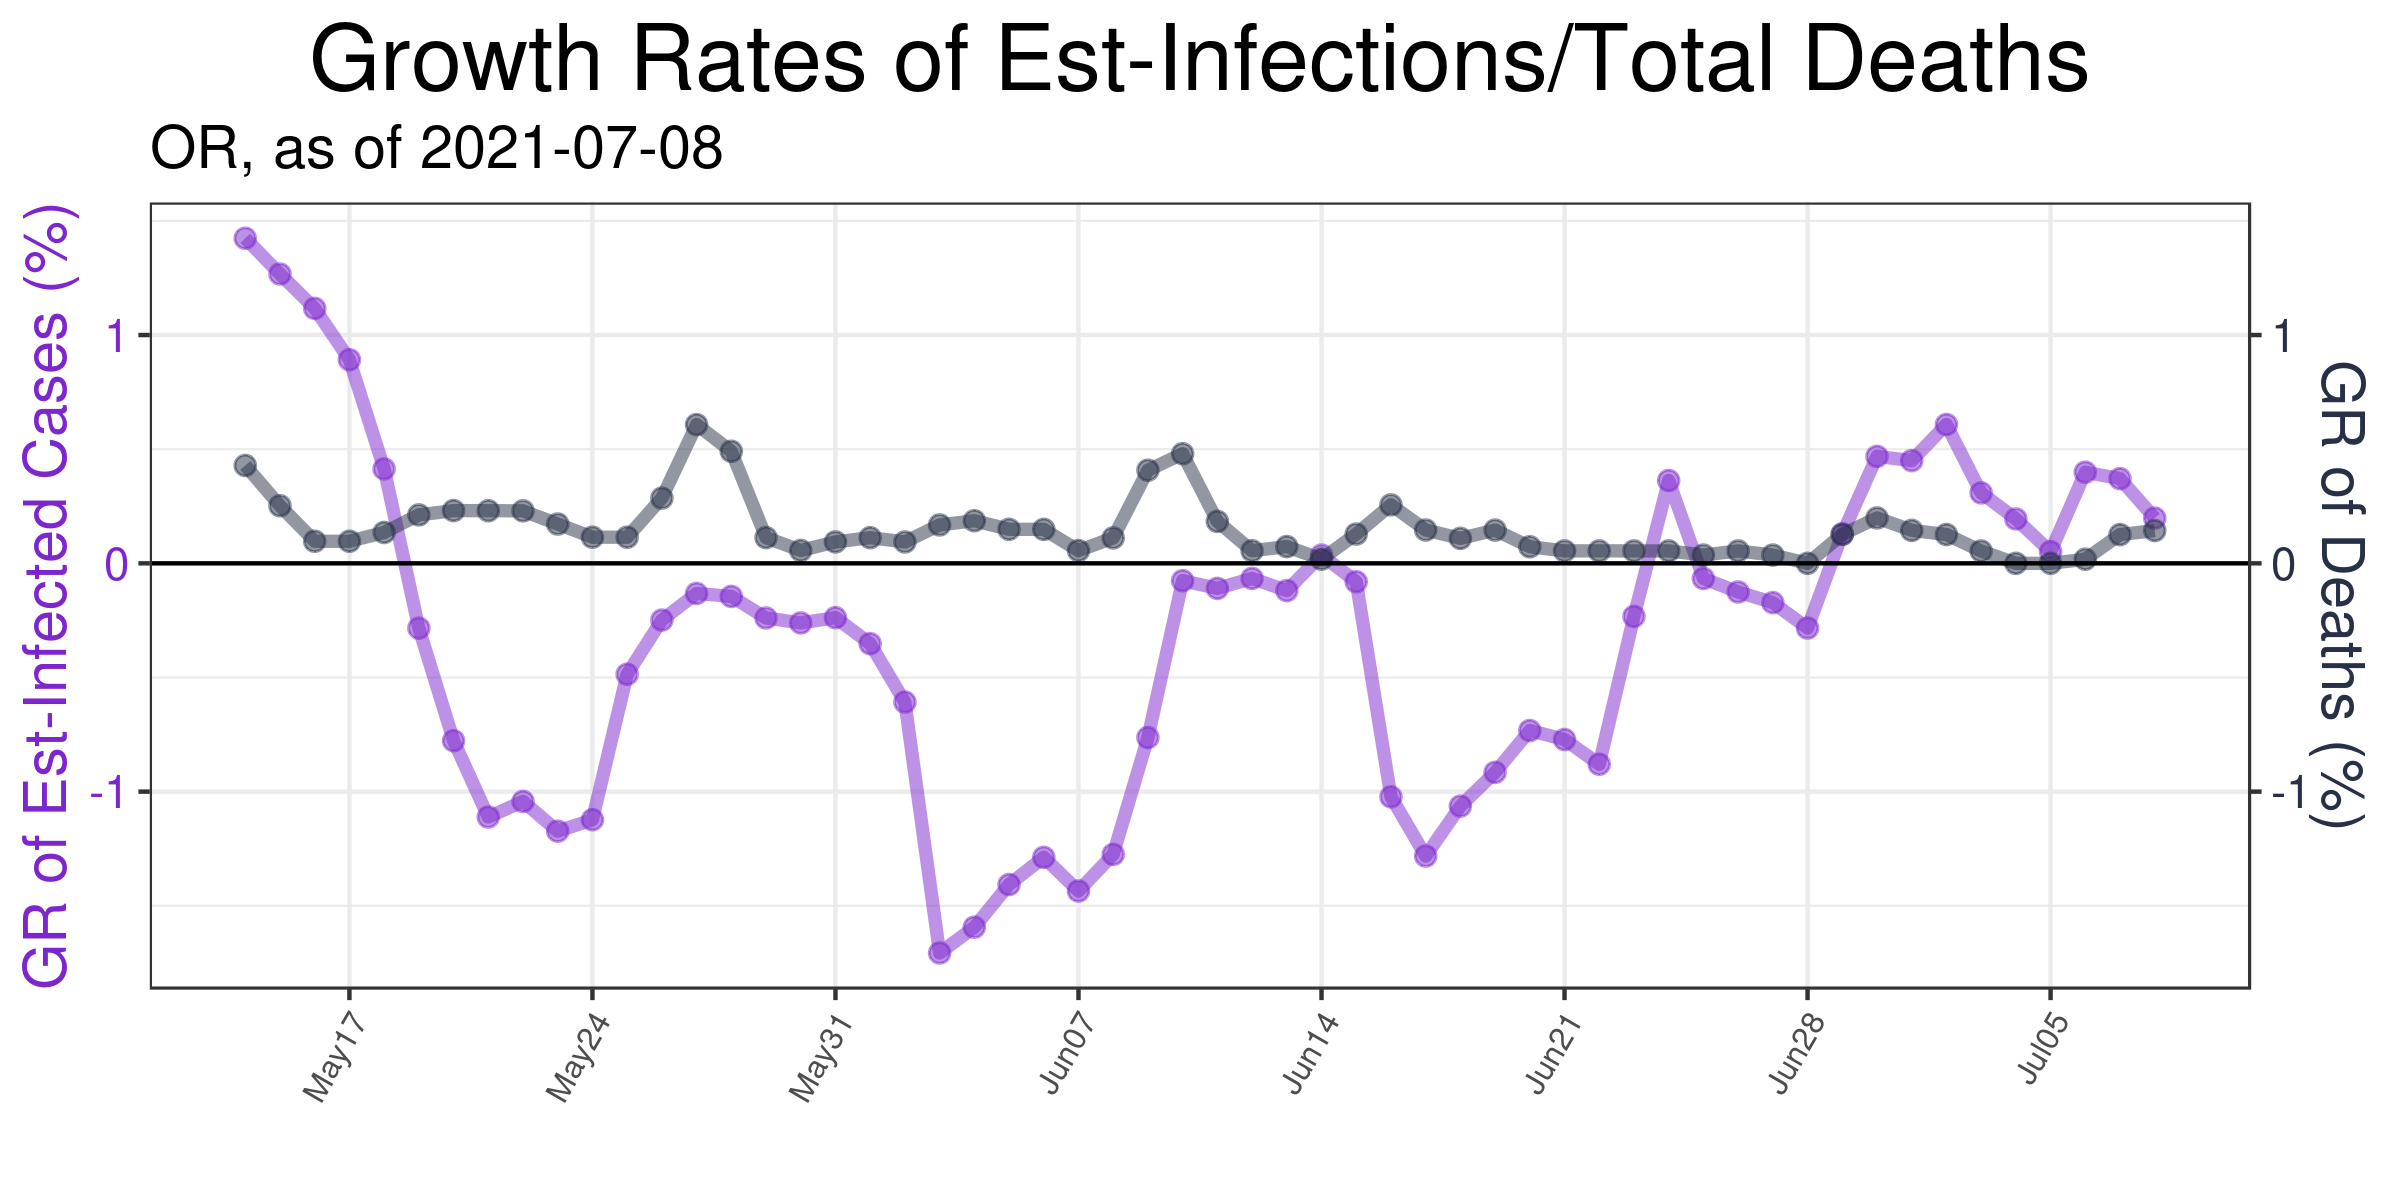 Growth Rates of Est-Infections/Total Deaths
OR, as of 2021-07-08
GR of Est-Infected Cases (%)
1
0
-1
1
0
-1
GR of Deaths (%)
May17
May24
May31
Jun07
Jun14
Jun21
Jun28
Jul05